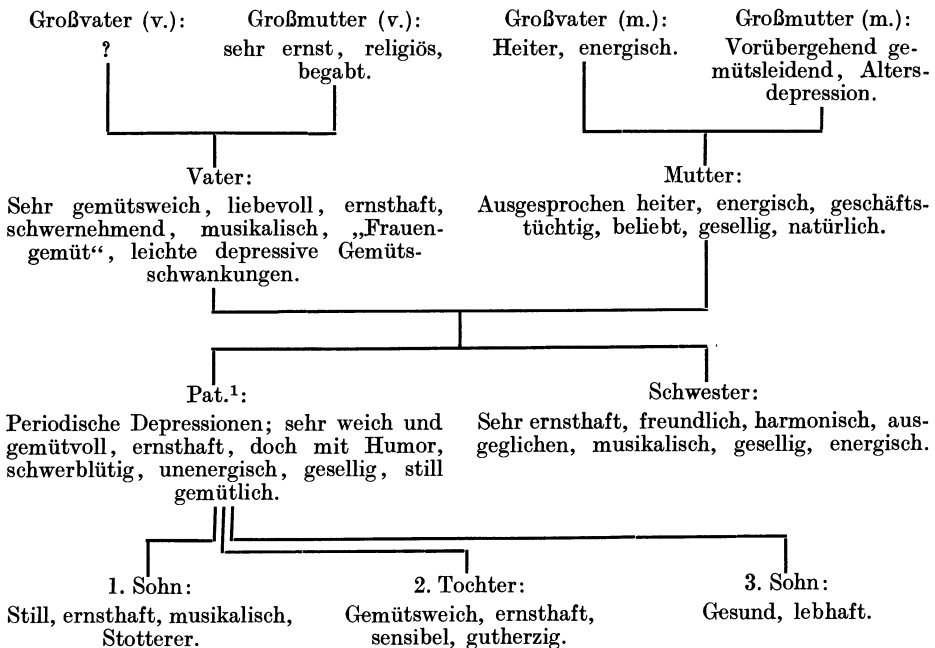 Großvater (v.):
?
Großmutter (v.):
sehr ernst, religiös,
begabt.
Großvater (m.):
Heiter, energisch.
Großmutter (m.):
Vorübergehend ge-
mütsleidend, Alters-
depression.
Vater:
Sehr gemütsweich, liebevoll, ernsthaft,
schwernehmend, musikalisch, „Frauen-
gemüt“, leichte depressive Gemüts-
schwankungen.
Mutter:
Ausgesprochen heiter, energisch, geschäfts-
tüchtig, beliebt, gesellig, natürlich.
Pat.¹:
Periodische Depressionen; sehr weich und
gemütvoll, ernsthaft, doch mit Humor,
schwerblütig, unenergisch, gesellig, still
gemütlich.
Schwester:
Sehr ernsthaft, freundlich, harmonisch, aus-
geglichen, musikalisch, gesellig, energisch.
1. Sohn:
Still, ernsthaft, musikalisch,
Stotterer.
2. Tochter:
Gemütsweich, ernsthaft,
sensibel, gutherzig.
3. Sohn:
Gesund, lebhaft.